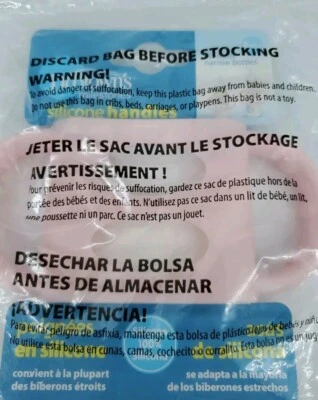 DISCARD BAG BEFORE STOCKING
WARNING!
narrow bottles
To avoid danger of suffocation, keep this plastic bag away from babies and children.
Do not use this bag in cribs, beds, carriages, or playpens. This bag is not a toy.
silicone handles
JETER LE SAC AVANT LE STOCKAGE
AVERTISSEMENT !
Pour prévenir les risques de suffocation, gardez ce sac de plastique hors de la
portée des bébés et des enfants. N'utilizes pas ce sac dans un lit de bébé, un lit,
une poussette ni un parc. Ce sac n'est pas un jouet.
DESECHAR LA BOLSA
ANTES DE ALMACENAR
¡ADVERTENCIA!
Para evitar peligro de asfixia, mantenga esta bolsa de plástico lejos de bebés y niñ
No utilice esta bolsa en cunas, camas, cochecito o corralito. Esta bolsa no es un jug
en silicone
de silicona
convient à la plupart
des biberons étroits
se adapta a la mayoría
de los biberones estrechos